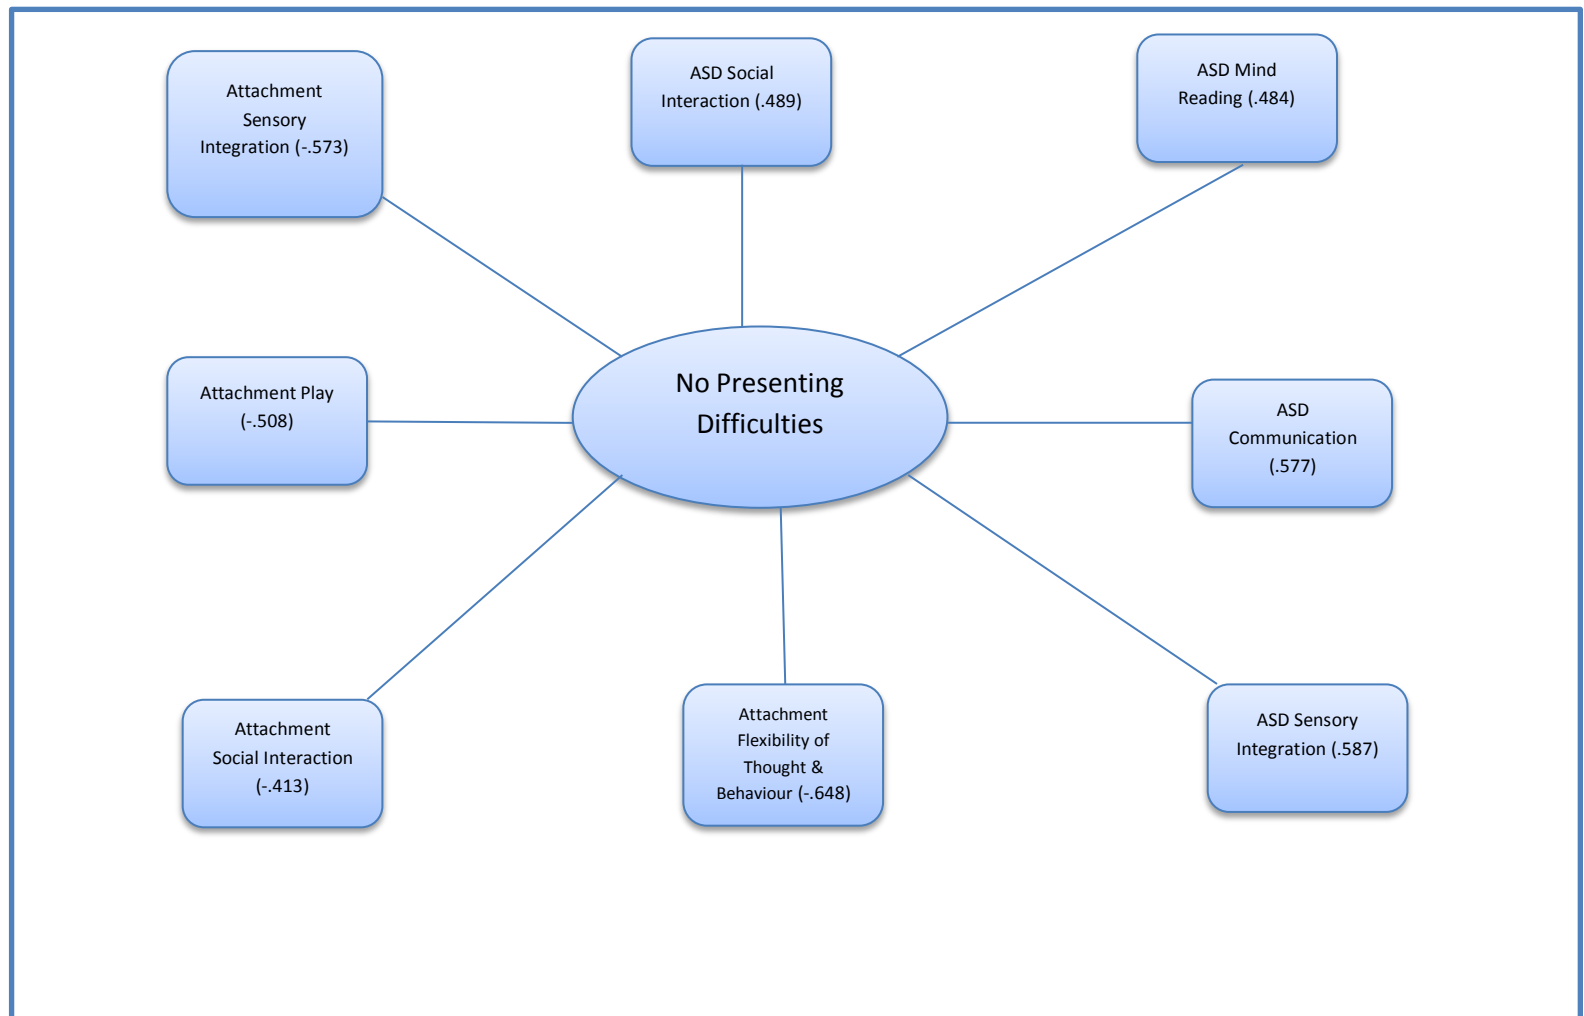 Attachment
Sensory
Integration (-.573)
ASD Social
Interaction (.489)
ASD Mind
Reading (.484)
Attachment Play
(-.508)
No Presenting
Difficulties
ASD
Communication
(.577)
Attachment
Social Interaction
(-.413)
Attachment
Flexibility of
Thought &
Behaviour (-.648)
ASD Sensory
Integration (.587)